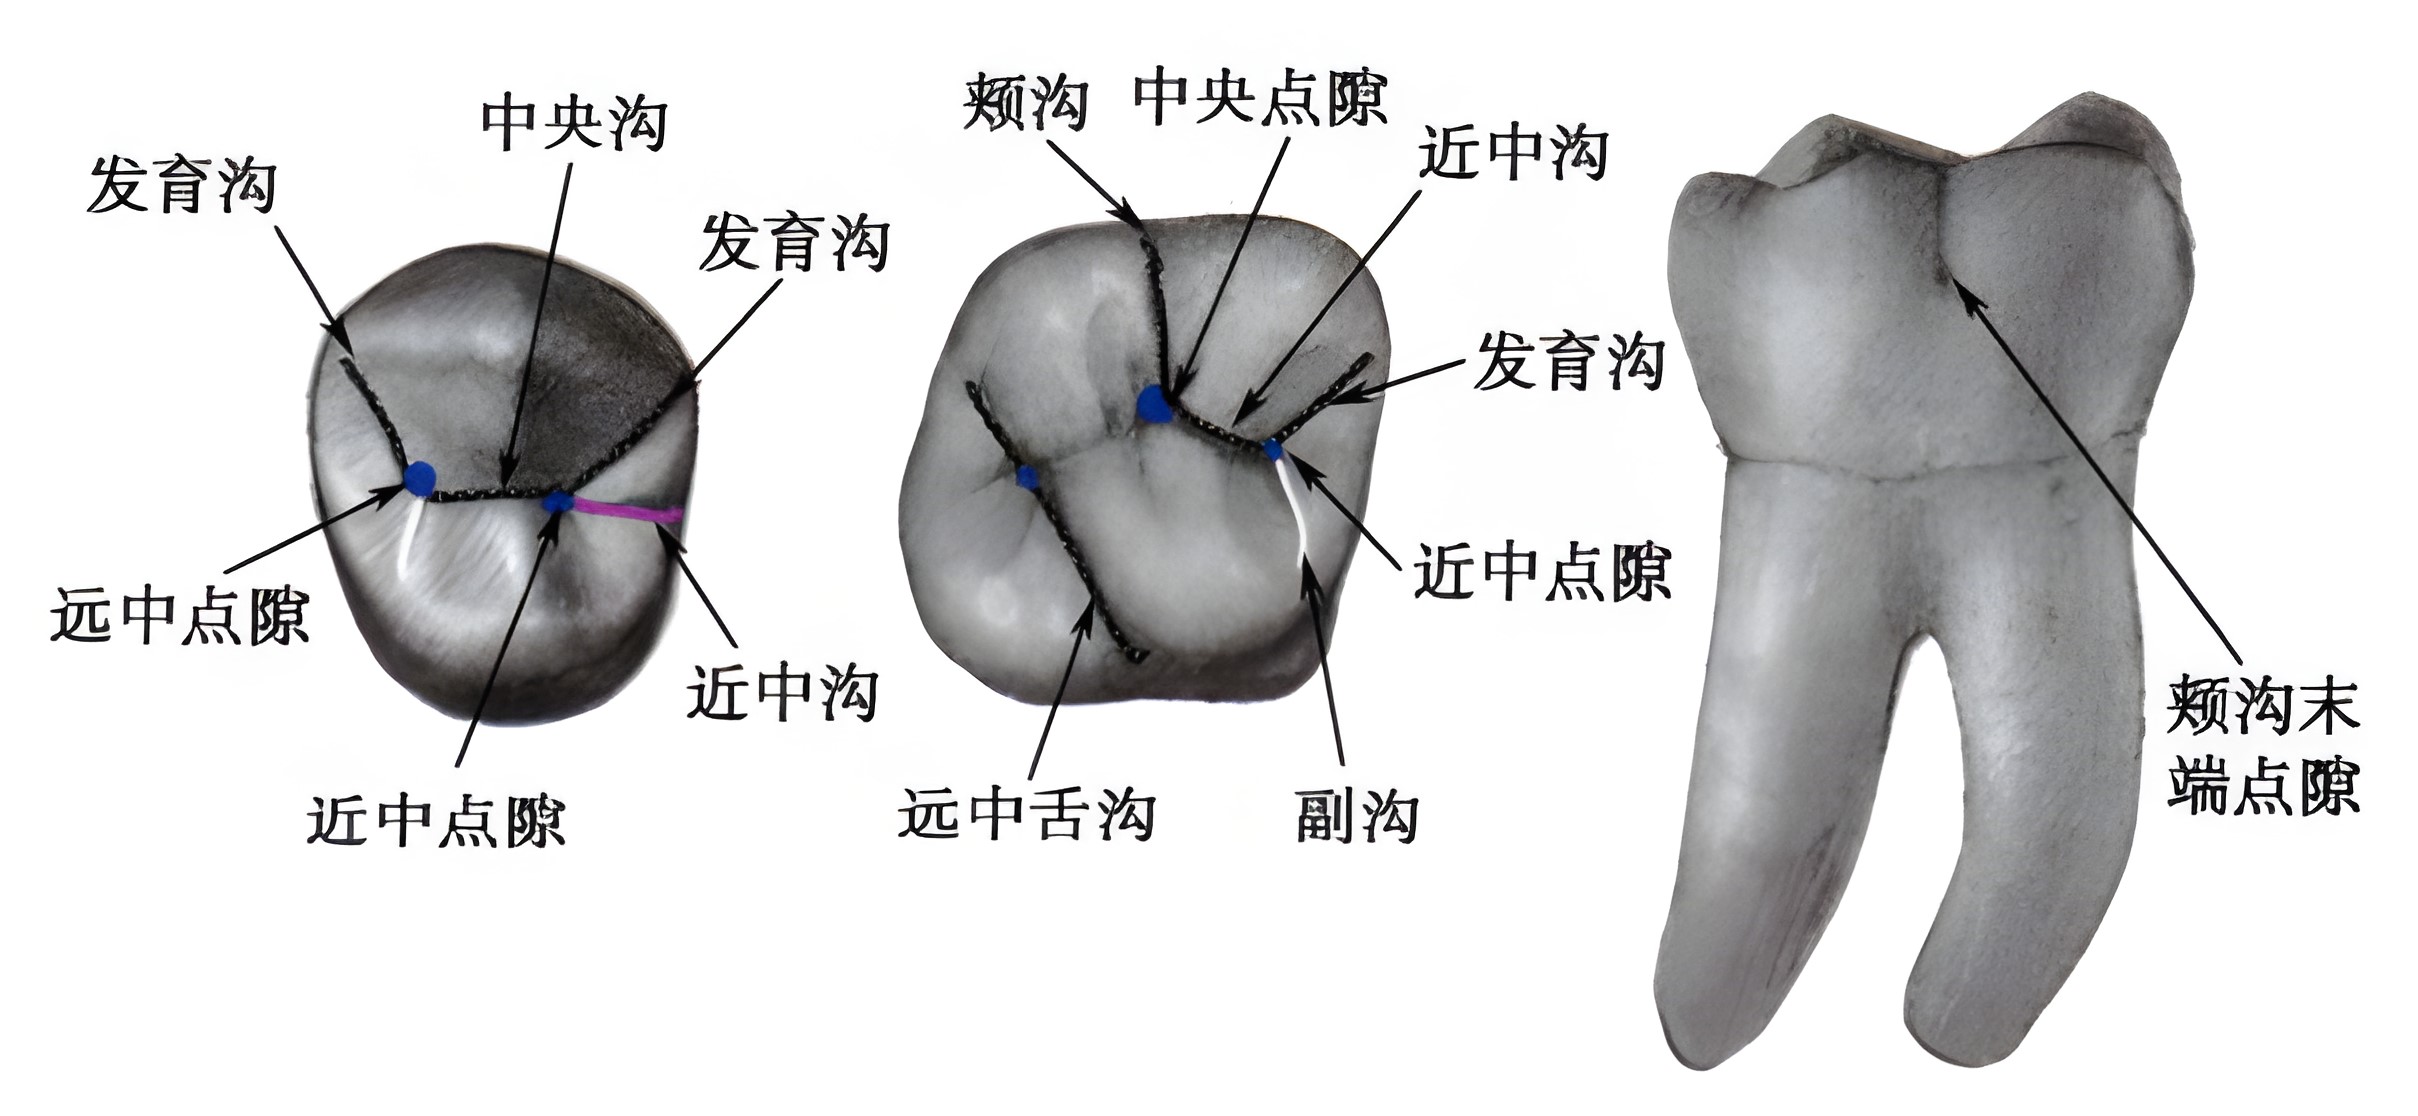 发育沟
中央沟
发育沟
远中点隙
近中点隙
近中沟
颊沟
中央点隙
近中沟
发育沟
近中点隙
远中舌沟
副沟
颊沟末
端点隙